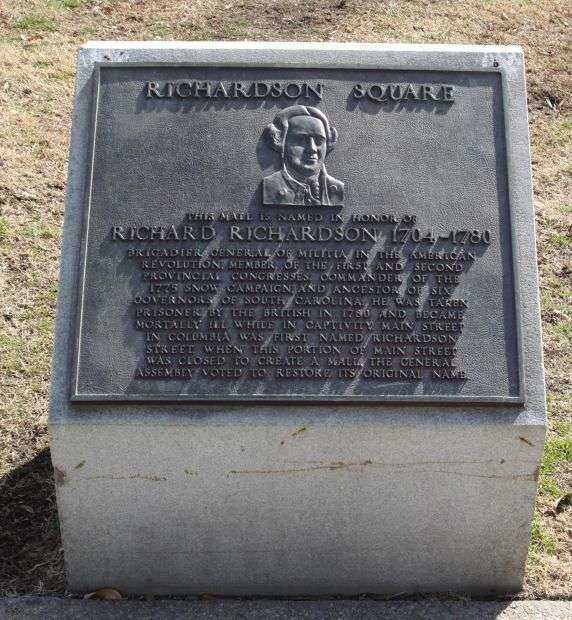 RICHARDSON SQUARE
THIS MALL IS NAMED IN HONOR OF
RICHARD RICHARDSON, 1704-1780
BRIGADIER GENERAL OF MILITIA IN THE AMERICAN
REVOLUTION, MEMBER OF THE FIRST AND SECOND
PROVINCIAL CONGRESSES, COMMANDER OF THE
1775 SNOW CAMPAIGN AND ANCESTOR OF SIX
GOVERNORS OF SOUTH CAROLINA. HE WAS TAKEN
PRISONER BY THE BRITISH IN 1780 AND BECAME
MORTALLY ILL WHILE IN CAPTIVITY. MAIN STREET
IN COLUMBIA WAS FIRST NAMED RICHARDSON
STREET. WHEN THIS PORTION OF MAIN STREET
WAS CLOSED TO CREATE A MALL, THE GENERAL
ASSEMBLY VOTED TO RESTORE ITS ORIGINAL NAME.